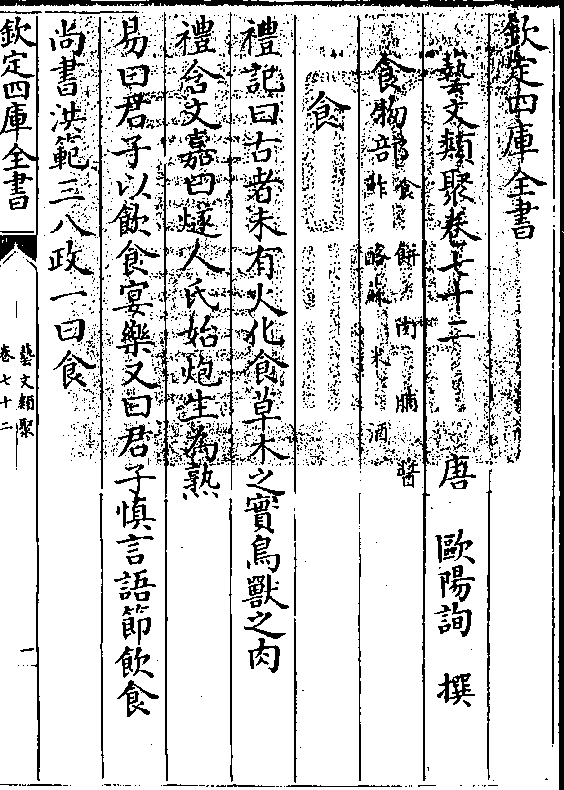 欽定四庫全書
藝文類聚卷七十二
唐　歐陽詢　撰
食物部　食　餅　肉　脯　醬　鮓　酪蘇　米　酒
食
禮記曰古者未有火化食草木之實鳥獸之肉
禮含文嘉曰燧人氏始炮生為熟
易曰君子以飲食宴樂又曰君子慎言語節飲食
尚書洪範三八政一曰食
欽定四庫全書
藝文類聚
卷七十二
一